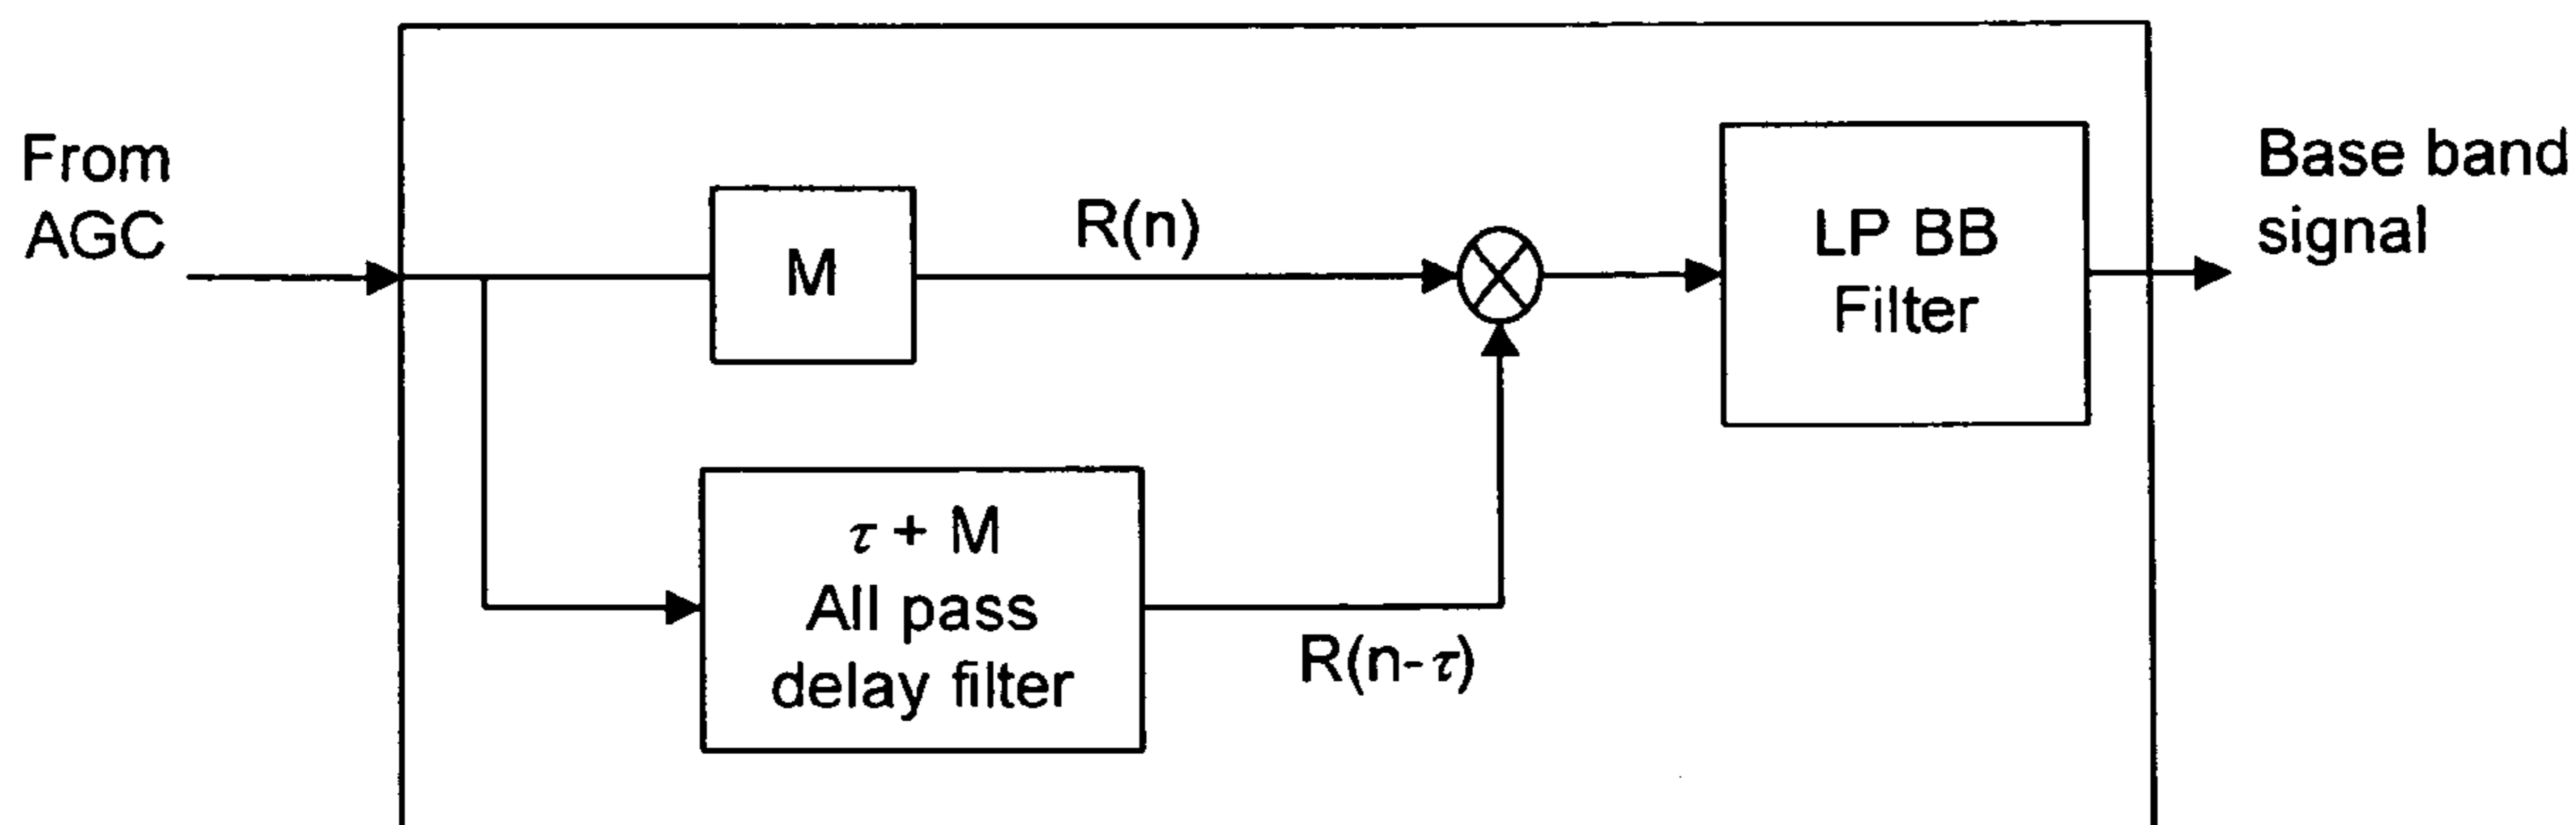 From
AGC
M
R(n)
LP BB
Filter
Base band
signal
τ + M
All pass
delay filter
R(n-τ)